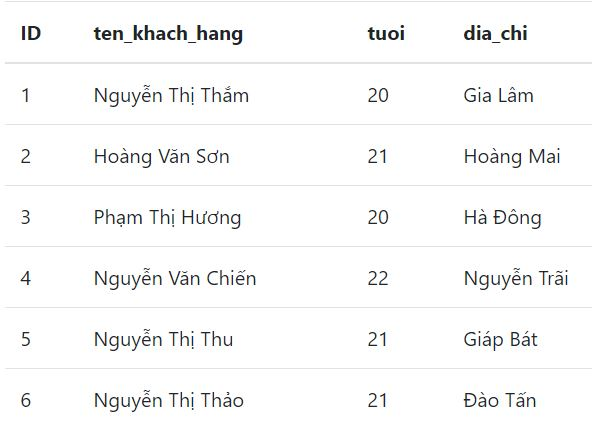 ID ten_khach_hang tuoi dia_chi
1 Nguyễn Thị Thắm 20 Gia Lâm
2 Hoàng Văn Sơn 21 Hoàng Mai
3 Phạm Thị Hương 20 Hà Đông
4 Nguyễn Văn Chiến 22 Nguyễn Trãi
5 Nguyễn Thị Thu 21 Giáp Bát
6 Nguyễn Thị Thảo 21 Đào Tấn